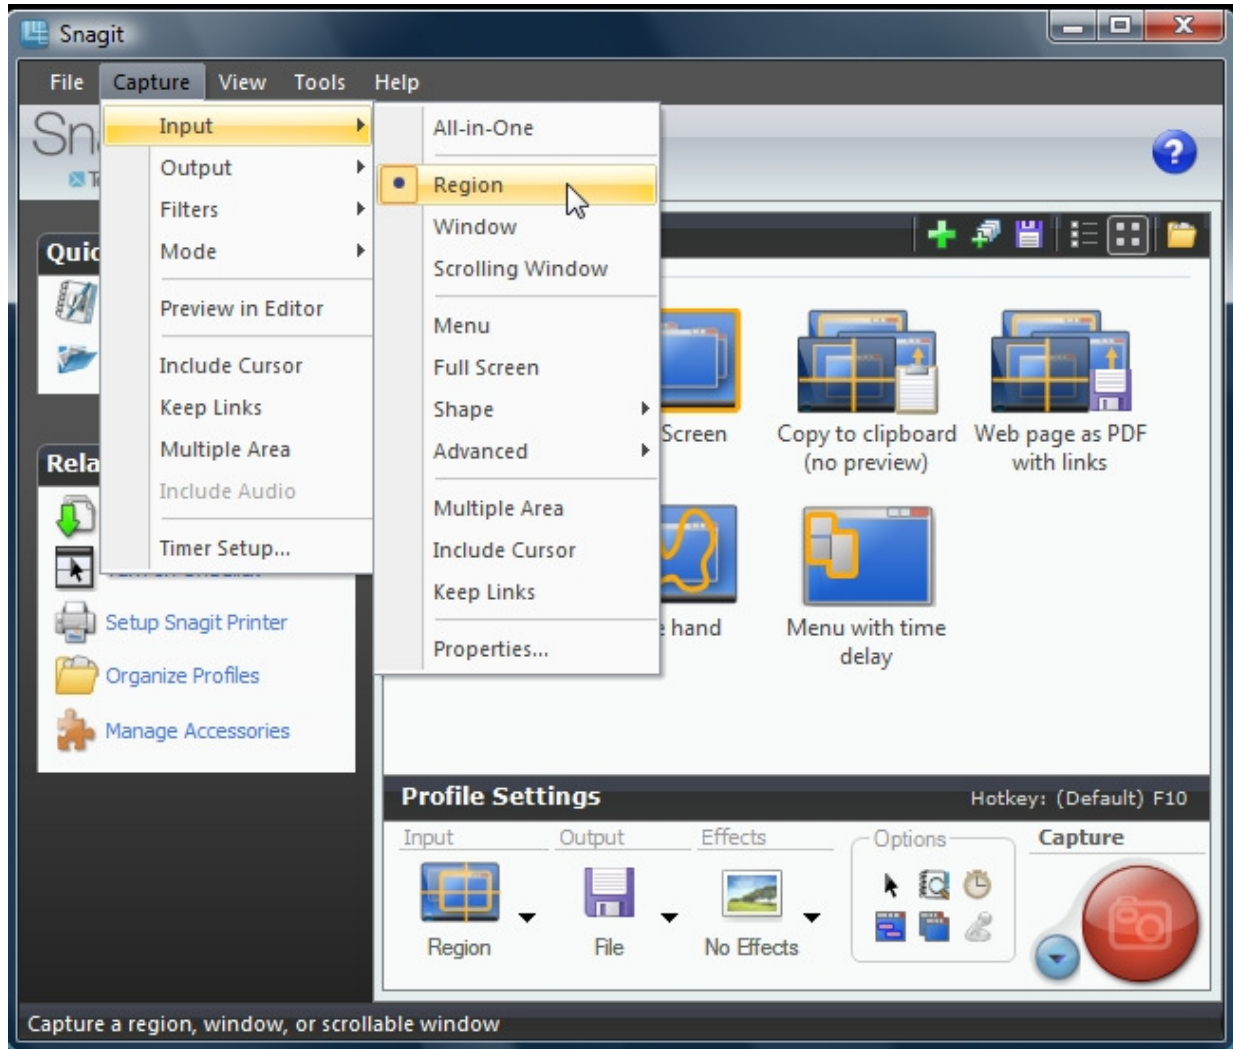 Snagit
File Capture View Tools Help
Input
Output
Filters
Mode
Preview in Editor
Include Cursor
Keep Links
Multiple Area
Include Audio
Timer Setup...
All-in-One
Region
Window
Scrolling Window
Menu
Full Screen
Shape
Advanced
Multiple Area
Include Cursor
Keep Links
Properties...
Setup Snagit Printer
Organize Profiles
Manage Accessories
Screen
Copy to clipboard
(no preview)
Web page as PDF
with links
hand
Menu with time
delay
Profile Settings
Hotkey: (Default) F10
Input Output Effects Options Capture
Region File No Effects
Capture a region, window, or scrollable window